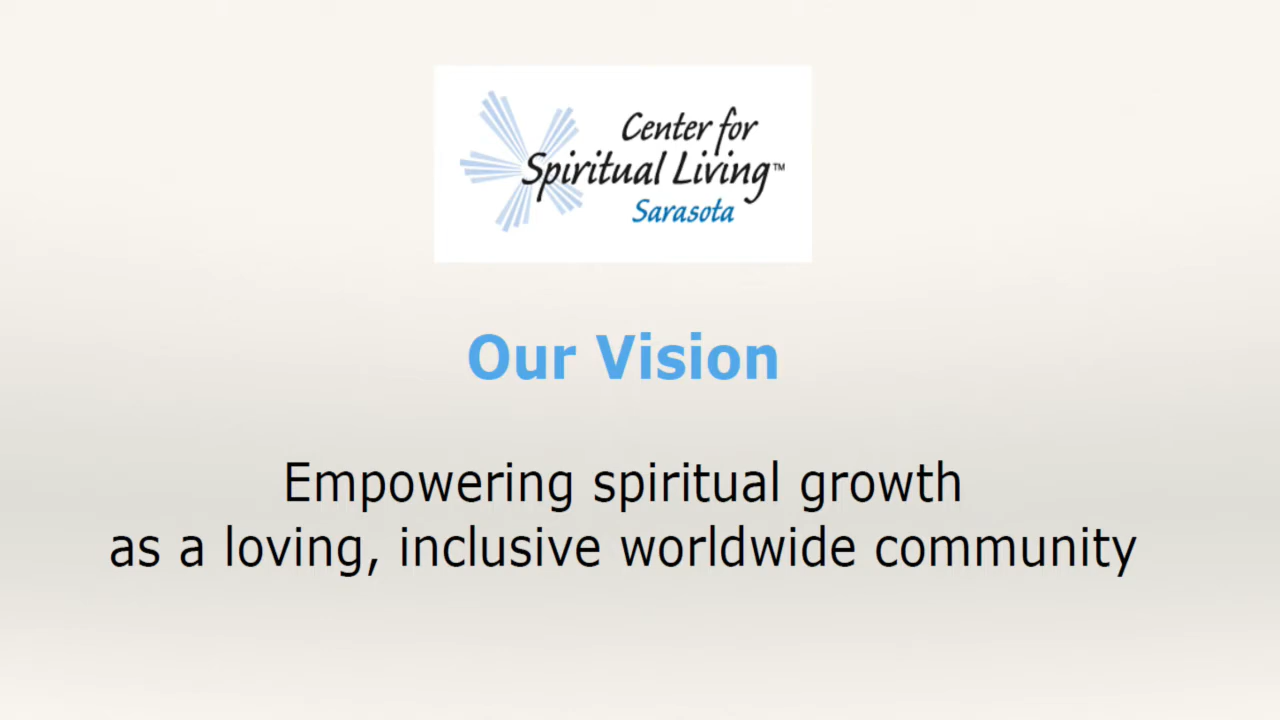 Center for
Spiritual Living™
Sarasota
Our Vision
Empowering spiritual growth
as a loving, inclusive worldwide community